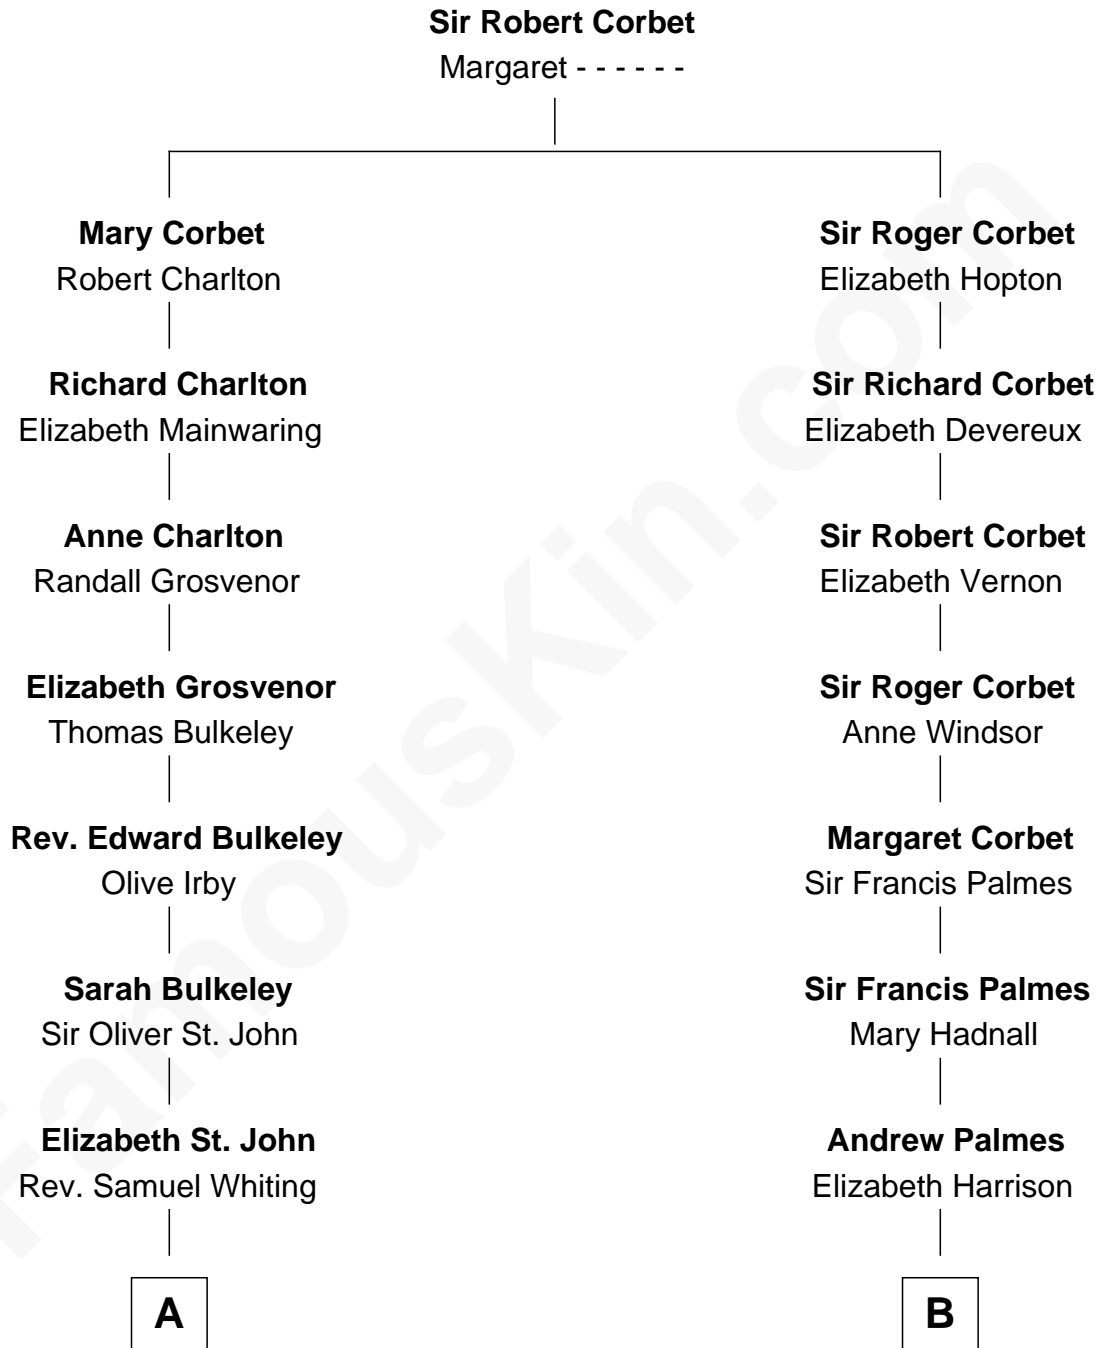 Sir Robert Corbet
Margaret - - - - - -
Mary Corbet
Robert Charlton
Richard Charlton
Elizabeth Mainwaring
Anne Charlton
Randall Grosvenor
Elizabeth Grosvenor
Thomas Bulkeley
Rev. Edward Bulkeley
Olive Irby
Sarah Bulkeley
Sir Oliver St. John
Elizabeth St. John
Rev. Samuel Whiting
A
Sir Roger Corbet
Elizabeth Hopton
Sir Richard Corbet
Elizabeth Devereux
Sir Robert Corbet
Elizabeth Vernon
Sir Roger Corbet
Anne Windsor
Margaret Corbet
Sir Francis Palmes
Sir Francis Palmes
Mary Hadnall
Andrew Palmes
Elizabeth Harrison
B
FamousKin.com